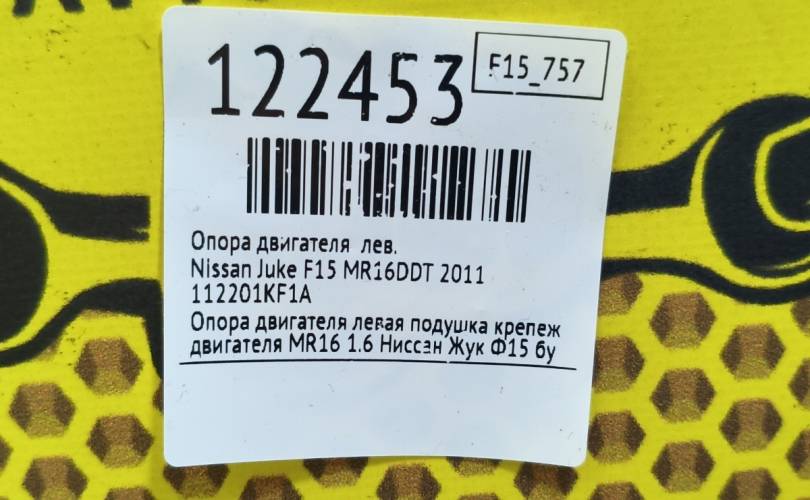 122453
F15_757
Опора двигателя лев.
Nissan Juke F15 MR16DDT 2011
112201KF1A
Опора двигателя левая подушка крепеж
двигателя MR16 1.6 Ниссан Жук Ф15 бу